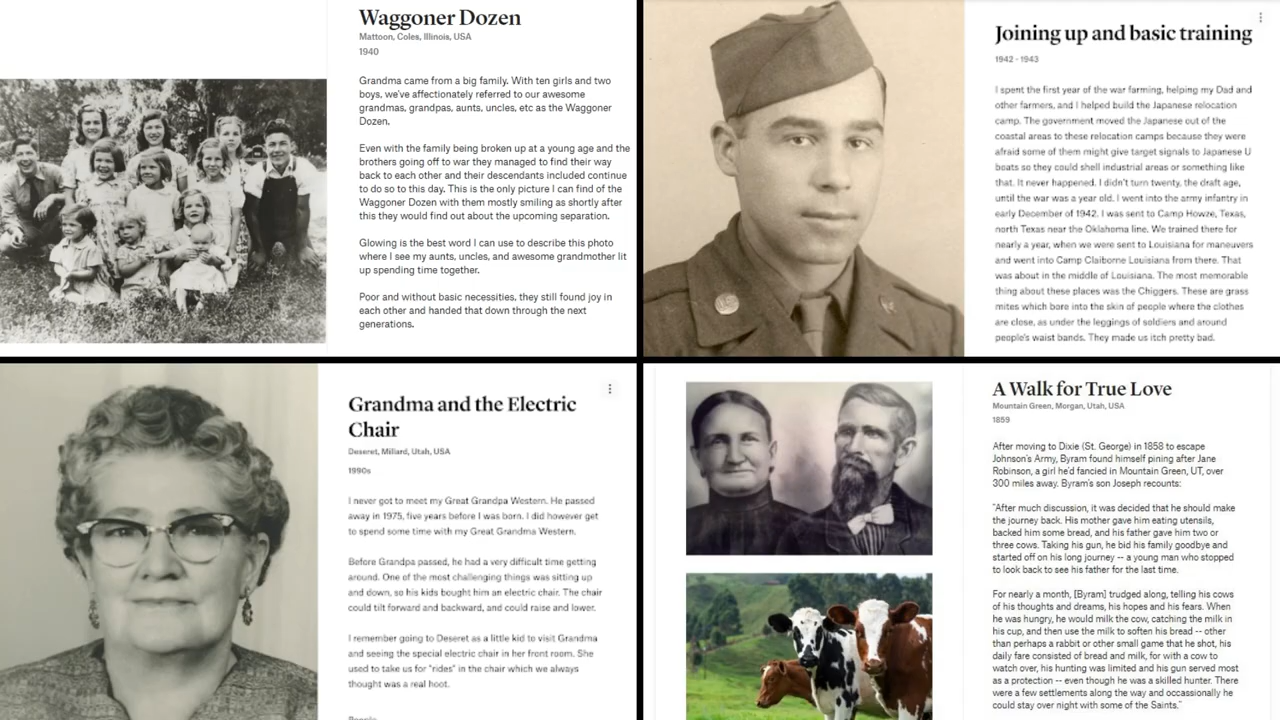 Waggoner Dozen
Mattoon, Coles, Illinois, USA
1940
Grandma came from a big family. With ten girls and two
boys, we've affectionately referred to our awesome
grandmas, grandpas, aunts, uncles, etc as the Waggoner
Dozen.
Even with the family being broken up at a young age and the
brothers going off to war they managed to find their way
back to each other and their descendants included continue
to do so to this day. This is the only picture I can find of the
Waggoner Dozen with them mostly smiling as shortly after
this they would find out about the upcoming separation.
Glowing is the best word I can use to describe this photo
where I see my aunts, uncles, and awesome grandmother lit
up spending time together.
Poor and without basic necessities, they still found joy in
each other and handed that down through the next
generations.
Joining up and basic training
1942 - 1943
I spent the first year of the war farming, helping my Dad and
other farmers, and I helped build the Japanese relocation
camp. The government moved the Japanese out of the
coastal areas to these relocation camps because they were
afraid some of them might give target signals to Japanese U
boats so they could shell industrial areas or something like
that. It never happened. I didn't turn twenty, the draft age,
until the war was a year old. I went into the army infantry in
early December of 1942. I was sent to Camp Howze, Texas,
north Texas near the Oklahoma line. We trained there for
nearly a year, when we were sent to Louisiana for maneuvers
and went into Camp Claiborne Louisiana from there. That
was about in the middle of Louisiana. The most memorable
thing about these places was the Chiggers. These are grass
mites which bore into the skin of people where the clothes
are close, as under the leggings of soldiers and around
people's waist bands. They made us itch pretty bad.
Grandma and the Electric
Chair
Deseret, Millard, Utah, USA
1990s
I never got to meet my Great Grandpa Western. He passed
away in 1975, five years before I was born. I did however get
to spend some time with my Great Grandma Western.
Before Grandpa passed, he had a very difficult time getting
around. One of the most challenging things was sitting up
and down, so his kids bought him an electric chair. The chair
could tilt forward and backward, and could raise and lower.
I remember going to Deseret as a little kid to visit Grandma
and seeing the special electric chair in her front room. She
used to take us for "rides" in the chair which we always
thought was a real hoot.
A Walk for True Love
Mountain Green, Morgan, Utah, USA
1859
After moving to Dixie (St. George) in 1858 to escape
Johnson's Army, Byram found himself pining after Jane
Robinson, a girl he'd fancied in Mountain Green, UT, over
300 miles away. Byram's son Joseph recounts:
"After much discussion, it was decided that he should make
the journey back. His mother gave him eating utensils,
backed him some bread, and his father gave him two or
three cows. Taking his gun, he bid his family goodbye and
started off on his long journey -- a young man who stopped
to look back to see his father for the last time.
For nearly a month, [Byram] trudged along, telling his cows
of his thoughts and dreams, his hopes and his fears. When
he was hungry, he would milk the cow, catching the milk in
his cup, and then use the milk to soften his bread -- other
than perhaps a rabbit or other small game that he shot, his
daily fare consisted of bread and milk, for with a cow to
watch over, his hunting was limited and his gun served most
as a protection -- even though he was a skilled hunter. There
were a few settlements along the way and occassionally he
could stay over night with some of the Saints."